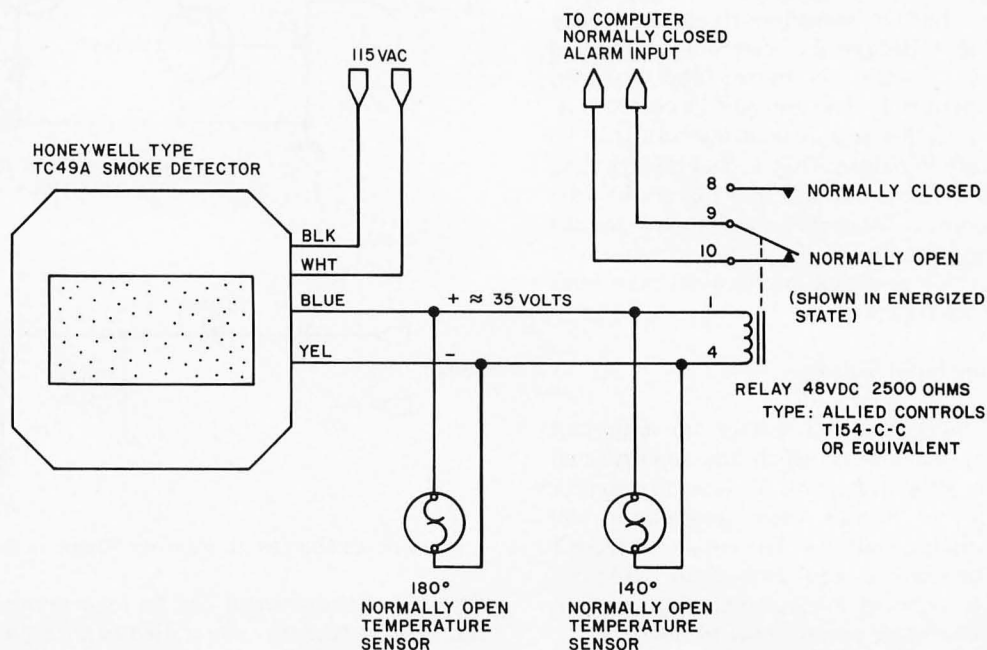 115VAC
TO COMPUTER
NORMALLY CLOSED
ALARM INPUT
HONEYWELL TYPE
TC49A SMOKE DETECTOR
BLK
WHT
BLUE
YEL
+ ≈ 35 VOLTS
–
8
NORMALLY CLOSED
9
10
NORMALLY OPEN
(SHOWN IN ENERGIZED
STATE)
1
4
RELAY 48VDC 2500 OHMS
TYPE: ALLIED CONTROLS
T154-C-C
OR EQUIVALENT
180°
NORMALLY OPEN
TEMPERATURE
SENSOR
140°
NORMALLY OPEN
TEMPERATURE
SENSOR